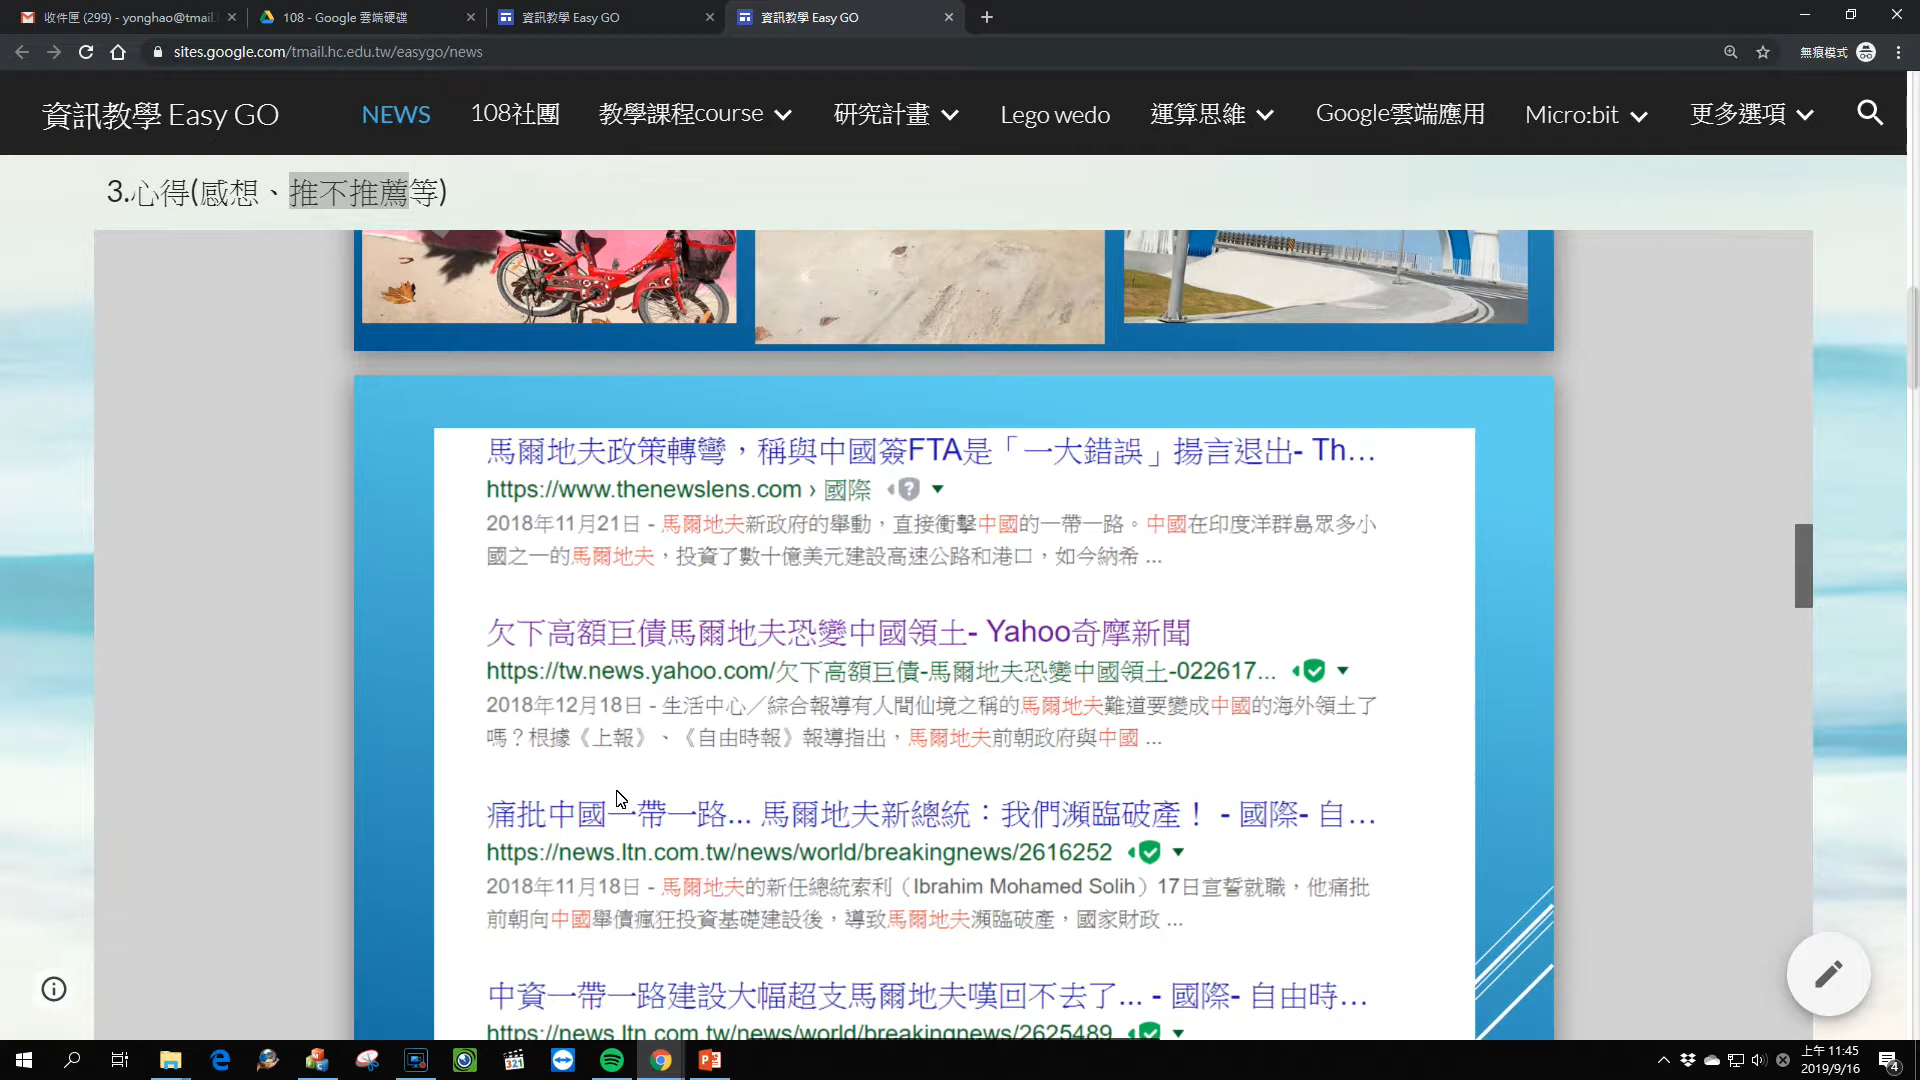 收件匣 (299) - yonghao@tmail.
108 - Google 雲端硬碟
資訊教學 Easy GO
資訊教學 Easy GO
sites.google.com/tmail.hc.edu.tw/easygo/news
無痕模式
資訊教學 Easy GO
NEWS
108社團
教學課程course
研究計畫
Lego wedo
運算思維
Google雲端應用
Micro:bit
更多選項
3.心得(感想、推不推薦等)
馬爾地夫政策轉彎，稱與中國簽FTA是「一大錯誤」揚言退出- Th...
https://www.thenewslens.com › 國際
2018年11月21日 - 馬爾地夫新政府的舉動，直接衝擊中國的一帶一路。中國在印度洋群島眾多小
國之一的馬爾地夫，投資了數十億美元建設高速公路和港口，如今納希 ...
欠下高額巨債馬爾地夫恐變中國領土- Yahoo奇摩新聞
https://tw.news.yahoo.com/欠下高額巨債-馬爾地夫恐變中國領土-022617...
2018年12月18日 - 生活中心／綜合報導有人間仙境之稱的馬爾地夫難道要變成中國的海外領土了
嗎？根據《上報》、《自由時報》報導指出，馬爾地夫前朝政府與中國 ...
痛批中國一帶一路... 馬爾地夫新總統：我們瀕臨破產！ - 國際- 自...
https://news.ltn.com.tw/news/world/breakingnews/2616252
2018年11月18日 - 馬爾地夫的新任總統索利（Ibrahim Mohamed Solih）17日宣誓就職，他痛批
前朝向中國舉債瘋狂投資基礎建設後，導致馬爾地夫瀕臨破產，國家財政 ...
中資一帶一路建設大幅超支馬爾地夫嘆回不去了... - 國際- 自由時...
https://news.ltn.com.tw/news/world/breakingnews/2625489
321
上午 11:45
2019/9/16
4